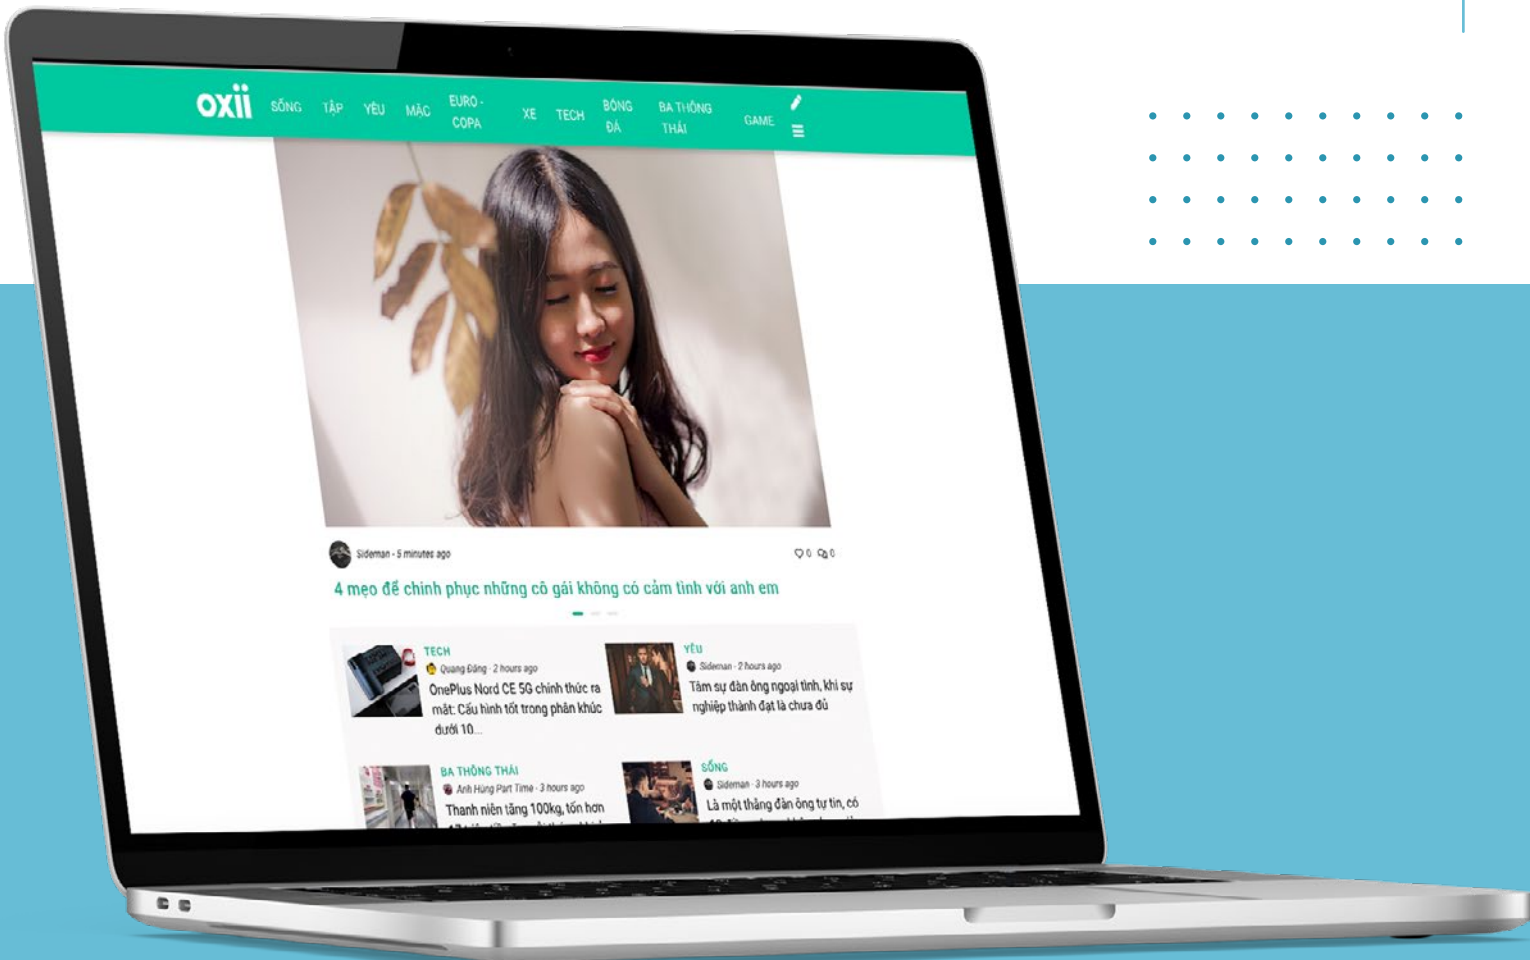 oxii
SỐNG
TẬP
YÊU
MẶC
EURO -
COPA
XE
TECH
BÓNG
ĐÁ
BA THÔNG
THÁI
GAME
Sideman - 5 minutes ago
0 0
4 mẹo để chinh phục những cô gái không có cảm tình với anh em
TECH
Quang Đăng - 2 hours ago
OnePlus Nord CE 5G chính thức ra
mắt: Cấu hình tốt trong phân khúc
dưới 10...
YÊU
Sideman - 2 hours ago
Tâm sự đàn ông ngoại tình, khi sự
nghiệp thành đạt là chưa đủ
BA THÔNG THÁI
Anh Hùng Part Time - 3 hours ago
Thanh niên tăng 100kg, tốn hơn
SỐNG
Sideman - 3 hours ago
Là một thằng đàn ông tự tin, có